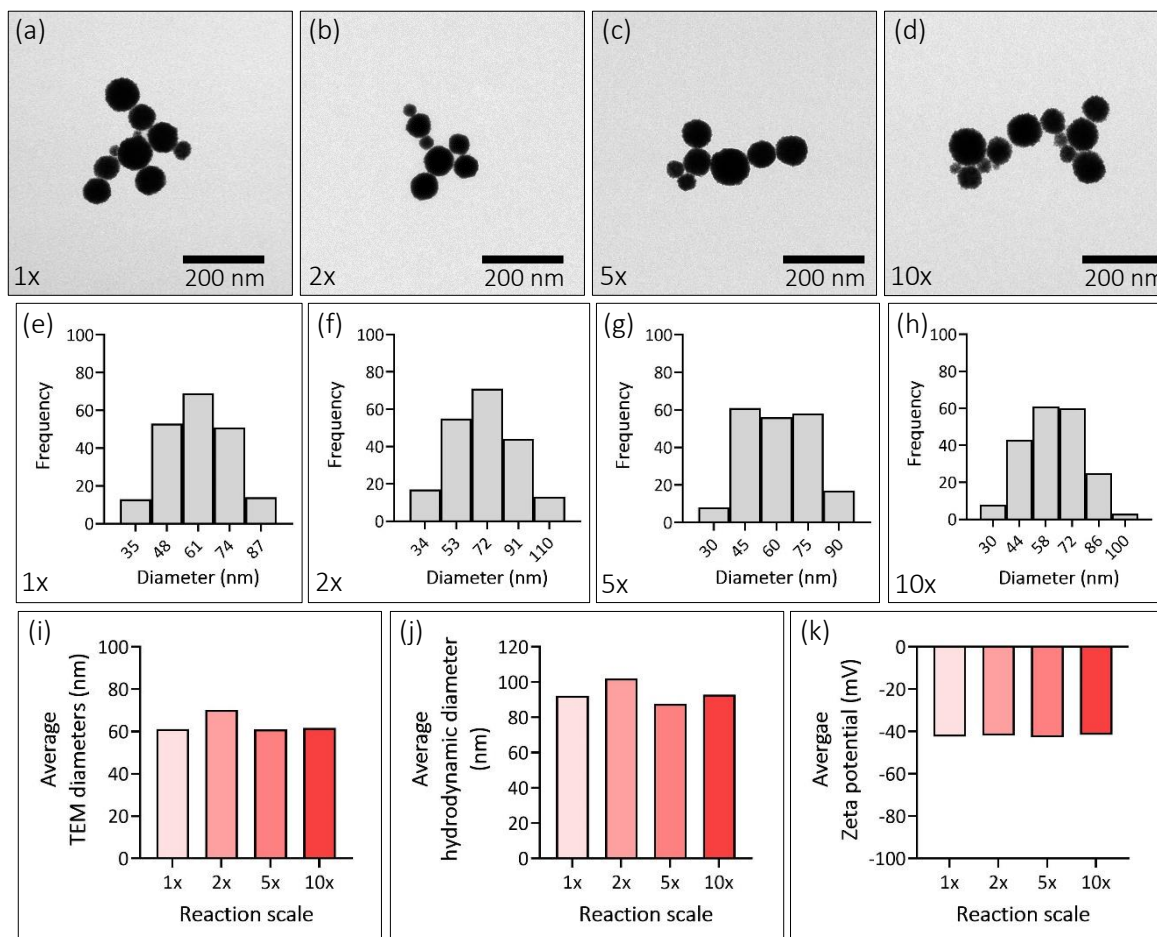 (a)
1x
200 nm
(b)
2x
200 nm
(c)
5x
200 nm
(d)
10x
200 nm
(e)
100
80
60
40
20
0
Frequency
35 48 61 74 87
Diameter (nm)
1x
(f)
100
80
60
40
20
0
Frequency
34 53 72 91 110
Diameter (nm)
2x
(g)
100
80
60
40
20
0
Frequency
30 45 60 75 90
Diameter (nm)
5x
(h)
100
80
60
40
20
0
Frequency
30 44 58 72 86 100
Diameter (nm)
10x
(i)
Average
TEM diameters (nm)
100
80
60
40
20
0
1x 2x 5x 10x
Reaction scale
(j)
Average
hydrodynamic diameter
(nm)
120
100
80
60
40
20
0
1x 2x 5x 10x
Reaction scale
(k)
Avergae
Zeta potential (mV)
0
-20
-40
-60
-80
-100
1x 2x 5x 10x
Reaction scale